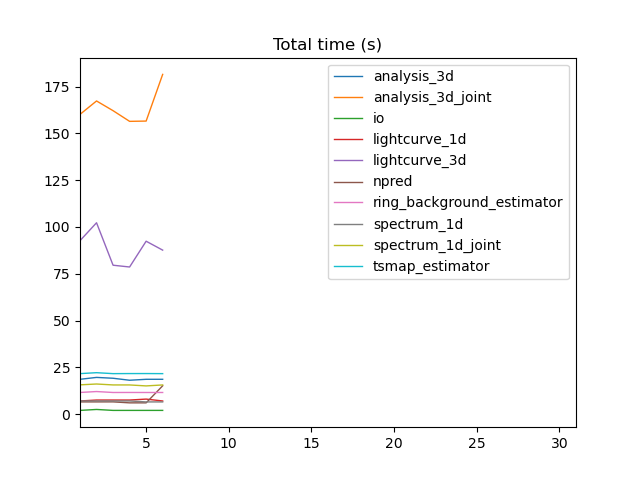 Total time (s)
175
150
125
100
75
50
25
0
analysis_3d
analysis_3d_joint
io
lightcurve_1d
lightcurve_3d
npred
ring_background_estimator
spectrum_1d
spectrum_1d_joint
tsmap_estimator
5 10 15 20 25 30